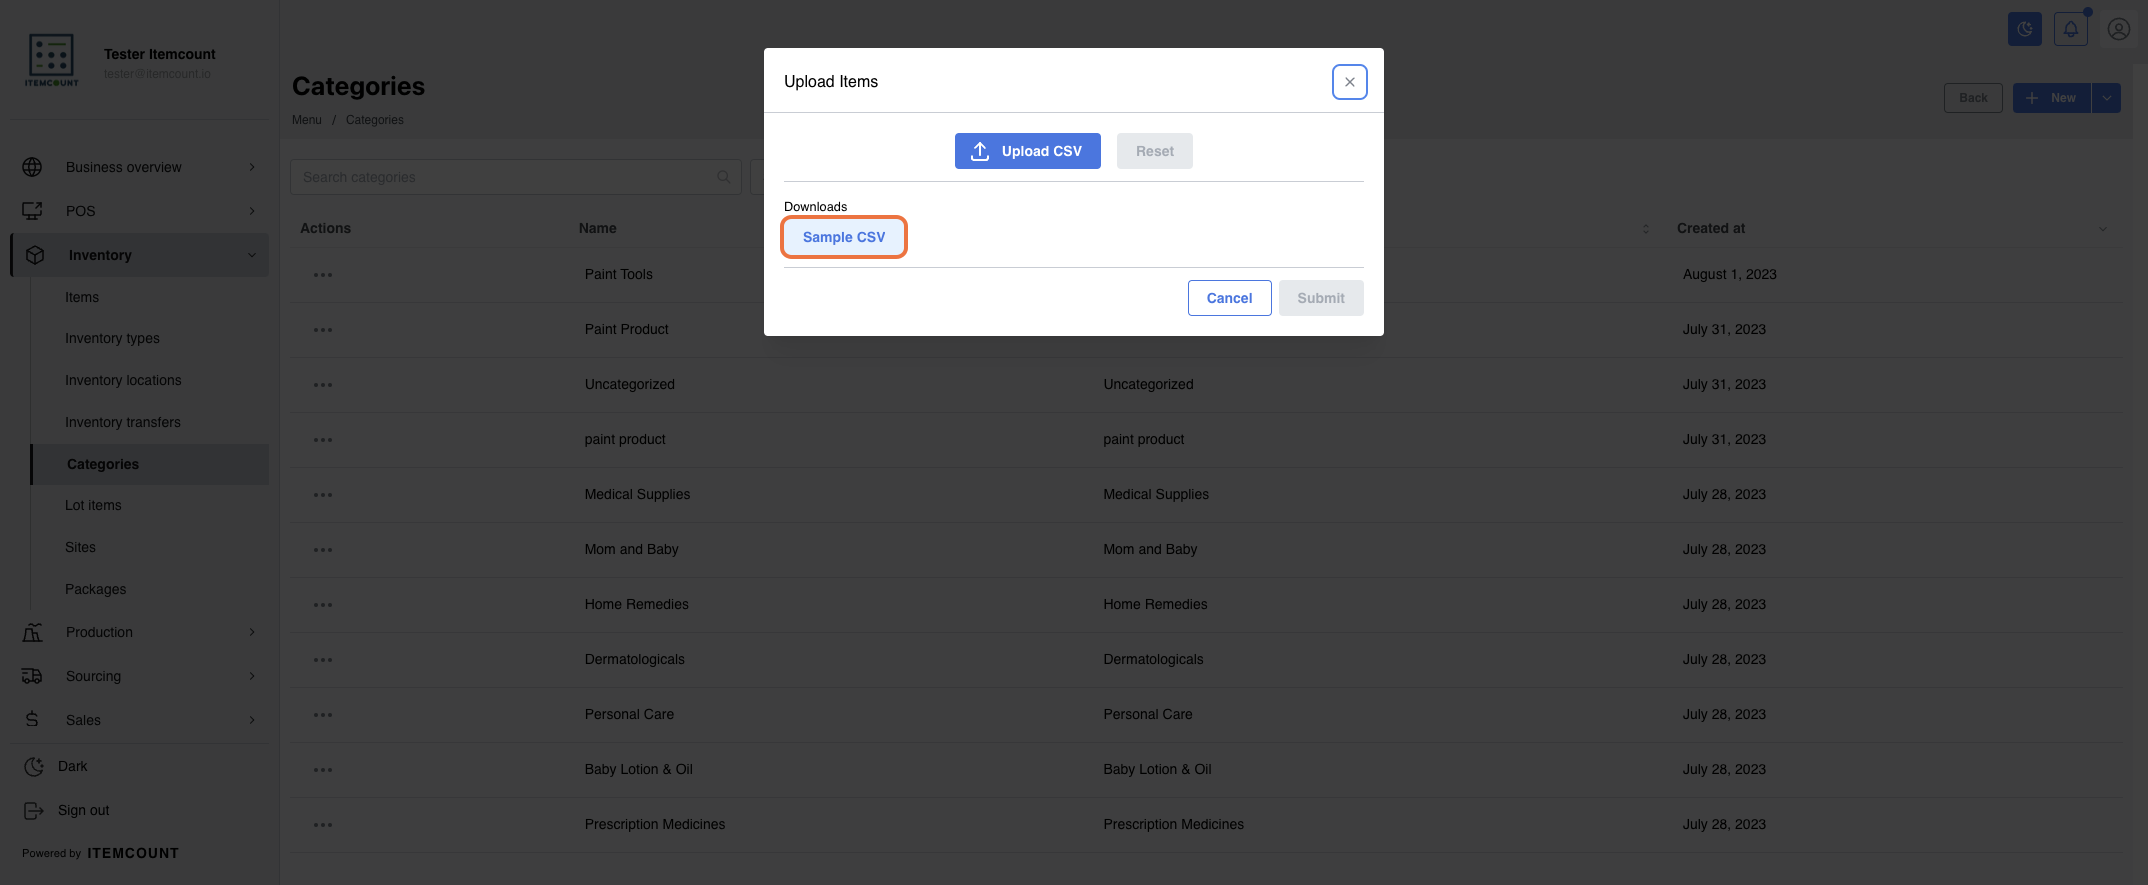 ITEMCOUNT
Tester Itemcount
tester@itemcount.io
Categories
Menu / Categories
Back
New
Upload Items
Upload CSV Reset
Downloads
Sample CSV
Cancel Submit
Business overview
POS
Inventory
Items
Inventory types
Inventory locations
Inventory transfers
Categories
Lot items
Sites
Packages
Production
Sourcing
Sales
Dark
Sign out
Powered by ITEMCOUNT
Search categories
Actions Name Created at
Paint Tools August 1, 2023
Paint Product July 31, 2023
Uncategorized Uncategorized July 31, 2023
paint product paint product July 31, 2023
Medical Supplies Medical Supplies July 28, 2023
Mom and Baby Mom and Baby July 28, 2023
Home Remedies Home Remedies July 28, 2023
Dermatologicals Dermatologicals July 28, 2023
Personal Care Personal Care July 28, 2023
Baby Lotion & Oil Baby Lotion & Oil July 28, 2023
Prescription Medicines Prescription Medicines July 28, 2023